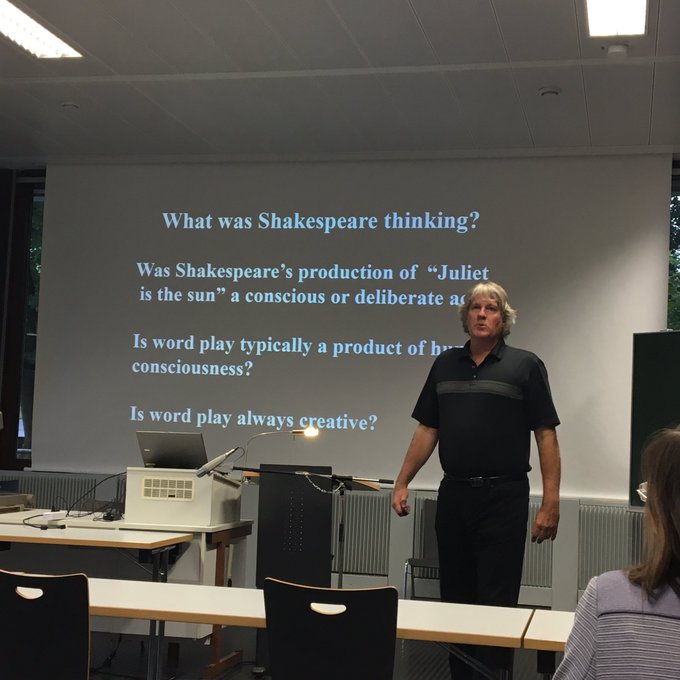 What was Shakespeare thinking?
Was Shakespeare's production of "Juliet
is the sun" a conscious or deliberate
Is word play typically a product of
consciousness?
Is word play always creative?